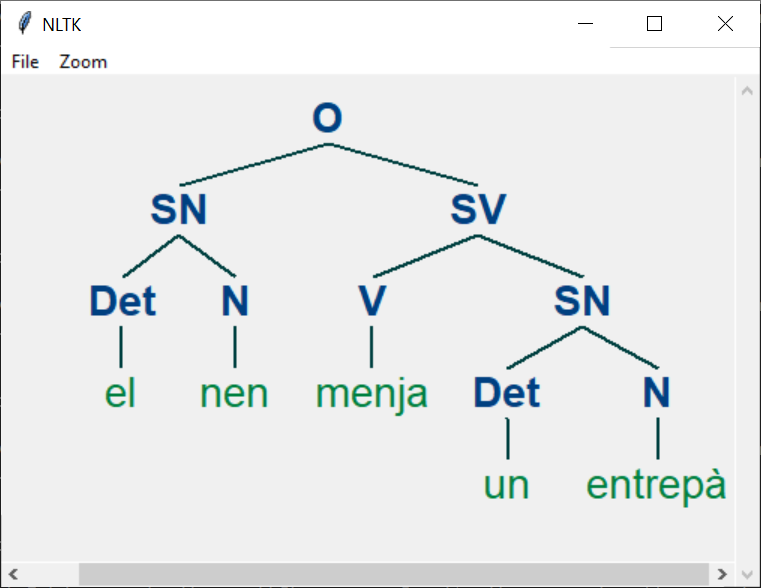 NLTK
File Zoom
O
SN SV
Det N V SN
el nen menja Det N
un entrepà